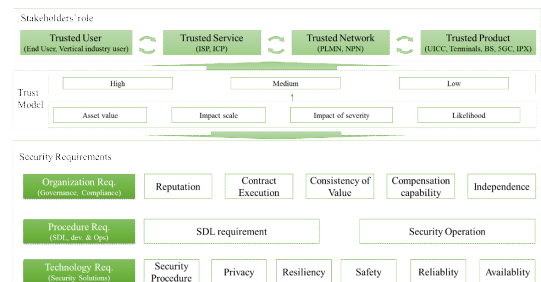 Stakeholders' role
Trusted User
(End User, Vertical industry user)
Trusted Service
(ISP, ICP)
Trusted Network
(PLMN, NPN)
Trusted Product
(UICC, Terminals, BS, 5GC, IPX)
Trust
Model
High
Medium
Low
Asset value
Impact scale
Impact of severity
Likelihood
Security Requirements
Organization Req.
(Governance, Compliance)
Reputation
Contract
Execution
Consistency of
Value
Compensation
capability
Independence
Procedure Req.
(SDL, dev. & Ops)
SDL requirement
Security Operation
Technology Req.
(Security Solutions)
Security
Procedure
Privacy
Resiliency
Safety
Reliablity
Availablity